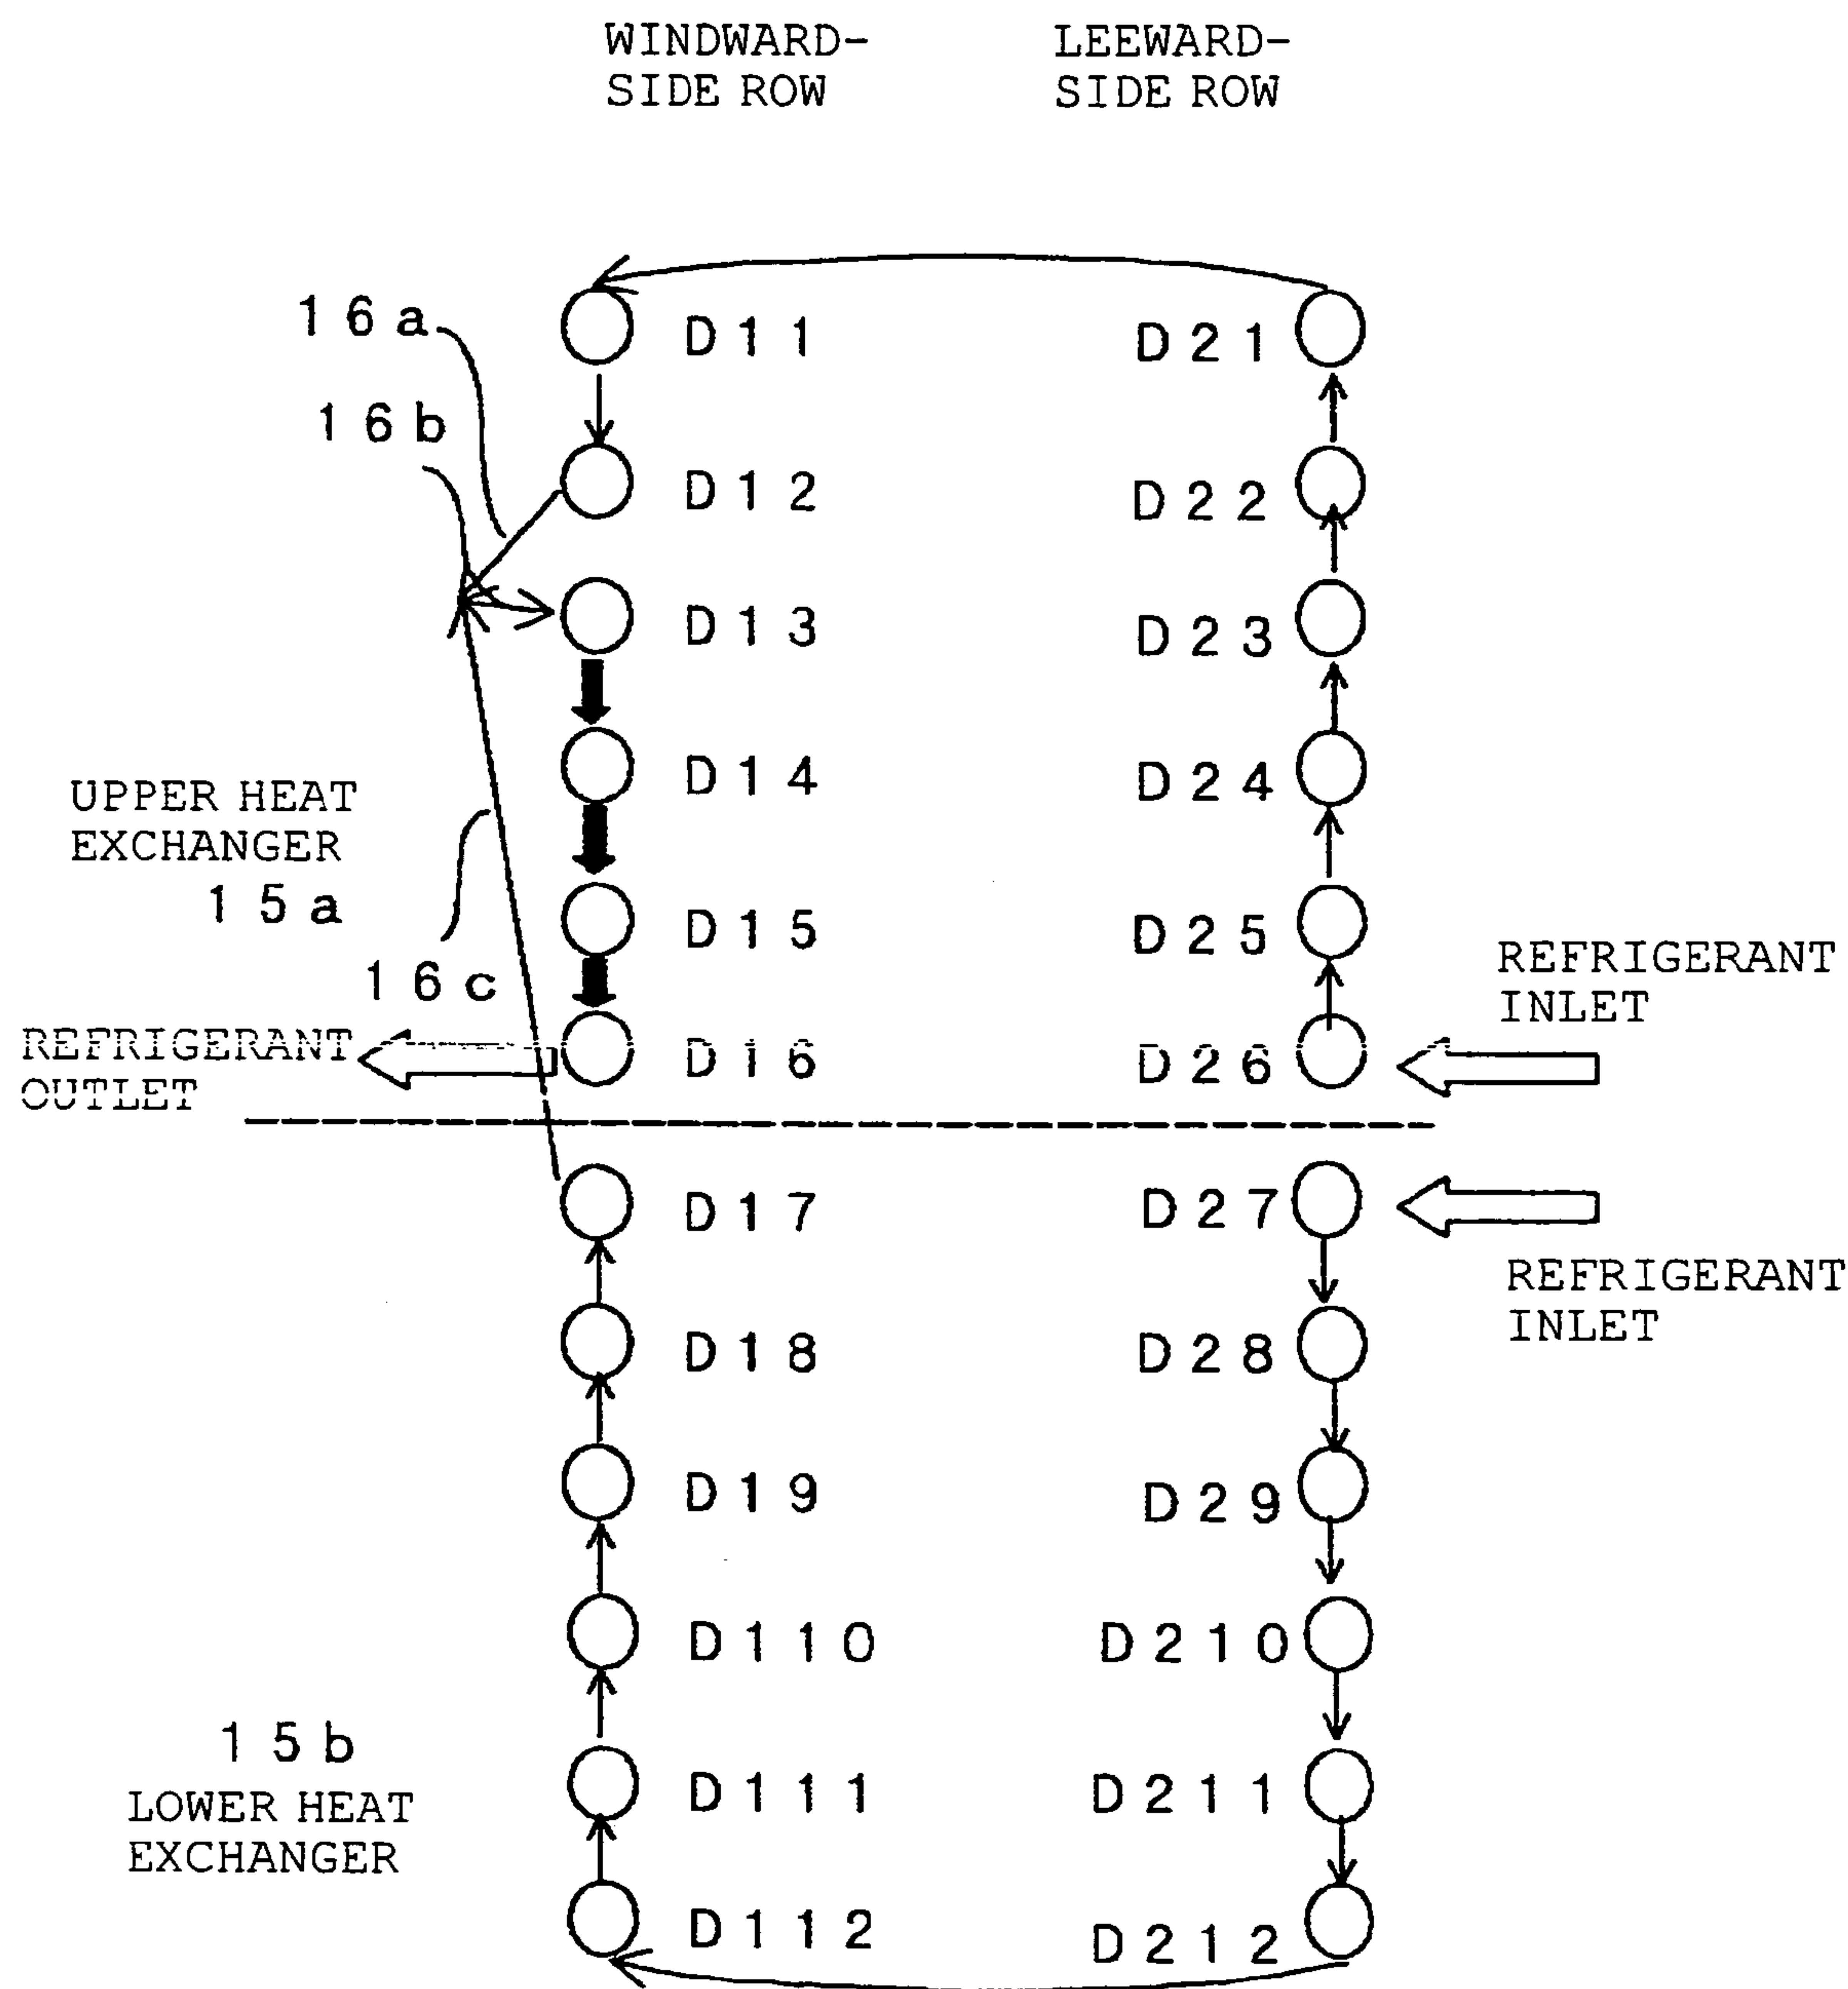 WINDWARD-
SIDE ROW
LEEWARD-
SIDE ROW
16a
D11
D21
16b
D12
D22
D13
D23
UPPER HEAT
EXCHANGER
15a
D14
D24
D15
D25
16c
REFRIGERANT
INLET
REFRIGERANT
OUTLET
D16
D26
D17
D27
REFRIGERANT
INLET
D18
D28
D19
D29
D110
D210
15b
LOWER HEAT
EXCHANGER
D111
D211
D112
D212